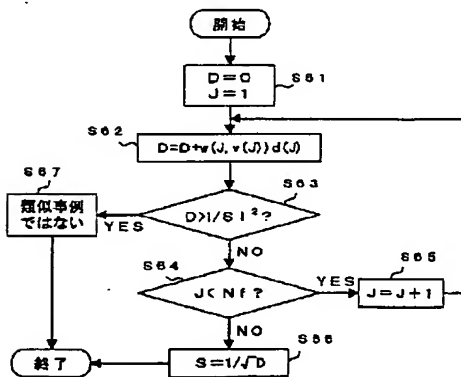 開始
D=0
J=1
S61
S62
D=D+w(J,v(J))d(J)
S67
類似事例
ではない
YES
S63
D>1/Sl²?
NO
S64
J<Nf?
YES
S65
J=J+1
NO
終了
S=1/√D
S66